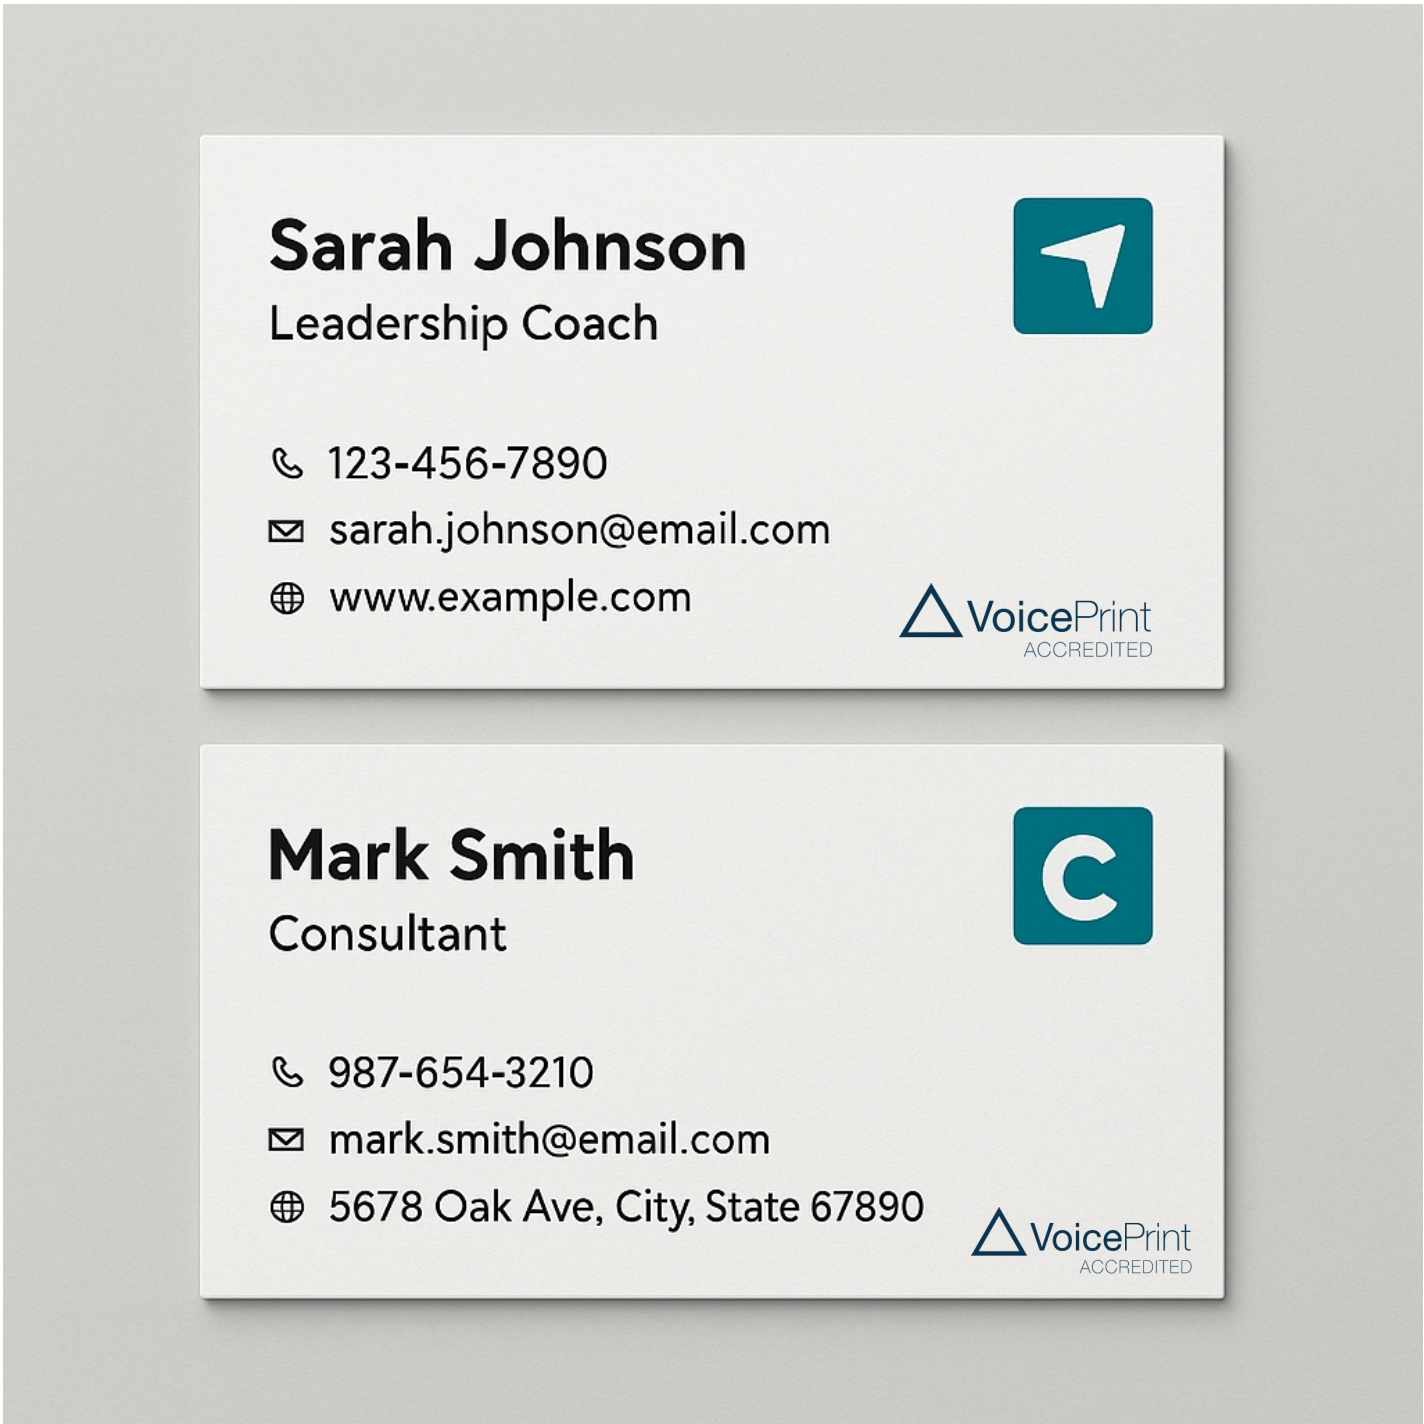 Sarah Johnson
Leadership Coach
123-456-7890
sarah.johnson@email.com
www.example.com
VoicePrint
ACCREDITED
Mark Smith
Consultant
C
987-654-3210
mark.smith@email.com
5678 Oak Ave, City, State 67890
VoicePrint
ACCREDITED